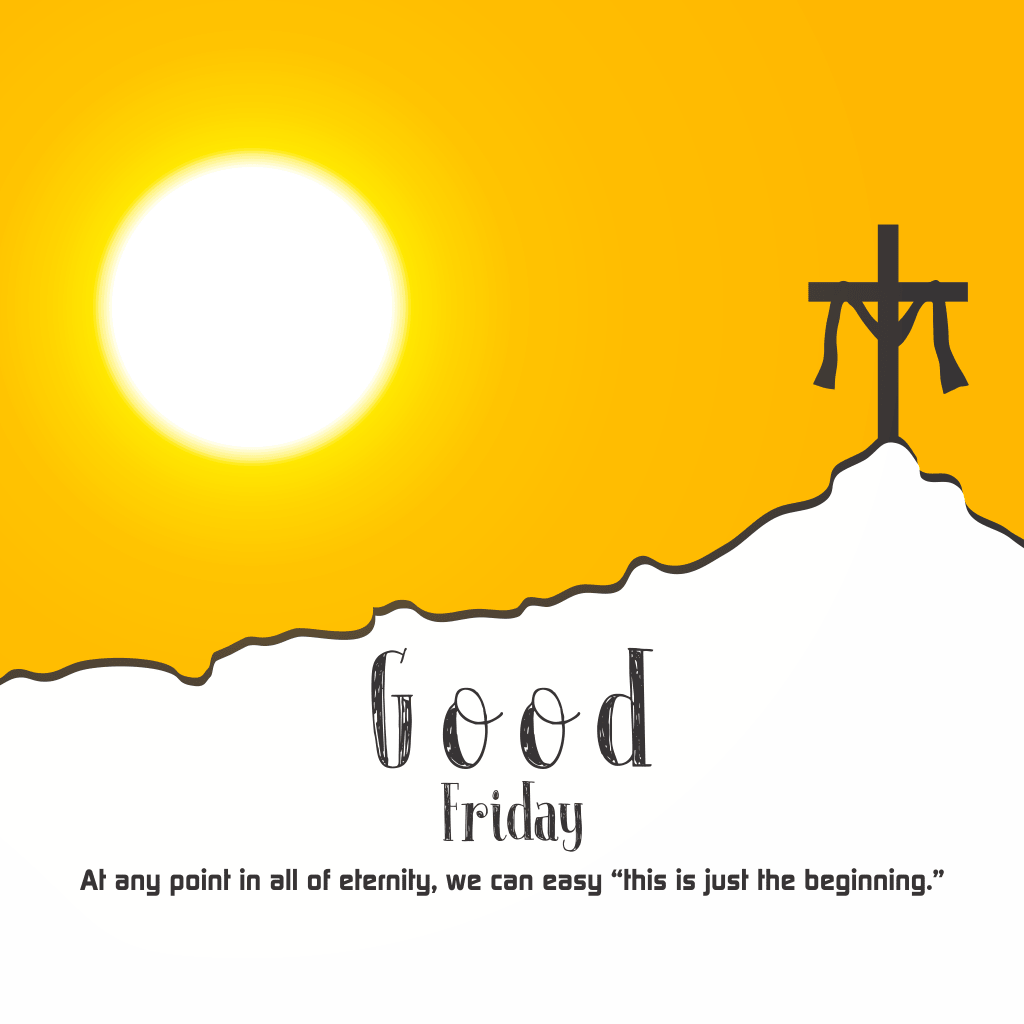 Good
Friday
At any point in all of eternity, we can easy “this is just the beginning.”